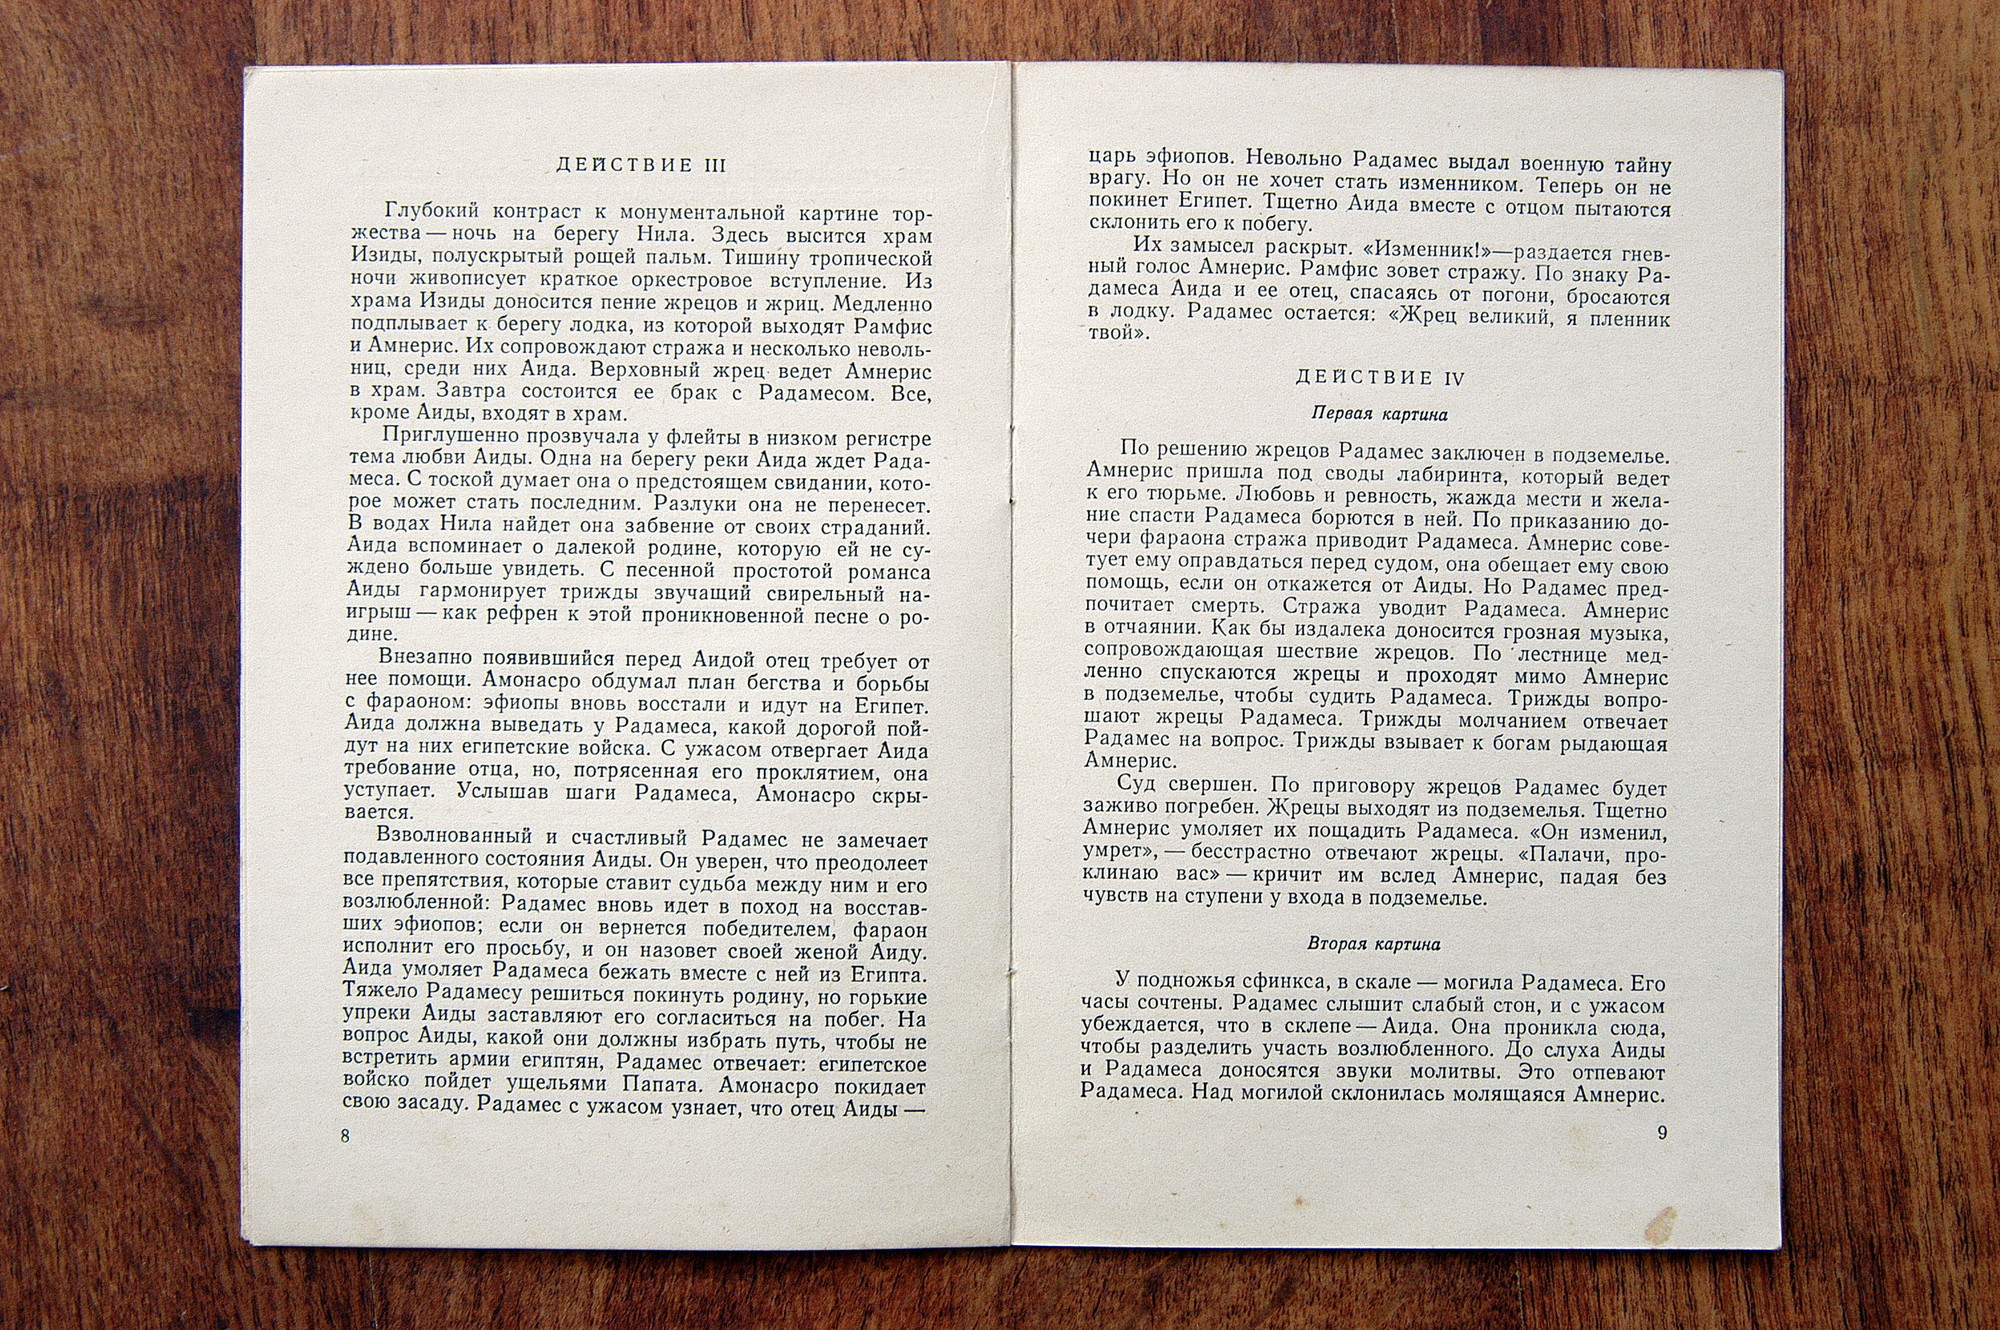 ДЕЙСТВИЕ III
Глубокий контраст к монументальной картине тор-
жества — ночь на берегу Нила. Здесь высится храм
Изиды, полускрытый рощей пальм. Тишину тропической
ночи живописует краткое оркестровое вступление. Из
храма Изиды доносится пение жрецов и жриц. Медленно
подплывает к берегу лодка, из которой выходят Рамфис
и Амнерис. Их сопровождают стража и несколько неволь-
ниц, среди них Аида. Верховный жрец ведет Амнерис
в храм. Завтра состоится ее брак с Радамесом. Все,
кроме Аиды, входят в храм.
Приглушенно прозвучала у флейты в низком регистре
тема любви Аиды. Одна на берегу реки Аида ждет Рада-
меса. С тоской думает она о предстоящем свидании, кото-
рое может стать последним. Разлуки она не перенесет.
В водах Нила найдет она забвение от своих страданий.
Аида вспоминает о далекой родине, которую ей не су-
ждено больше увидеть. С песенной простотой романса
Аиды гармонирует трижды звучащий свирельный на-
игрыш — как рефрен к этой проникновенной песне о ро-
дине.
Внезапно появившийся перед Аидой отец требует от
нее помощи. Амонасро обдумал план бегства и борьбы
с фараоном: эфиопы вновь восстали и идут на Египет.
Аида должна выведать у Радамеса, какой дорогой пой-
дут на них египетские войска. С ужасом отвергает Аида
требование отца, но, потрясенная его проклятием, она
уступает. Услышав шаги Радамеса, Амонасро скры-
вается.
Взволнованный и счастливый Радамес не замечает
подавленного состояния Аиды. Он уверен, что преодолеет
все препятствия, которые ставит судьба между ним и его
возлюбленной: Радамес вновь идет в поход на восстав-
ших эфиопов; если он вернется победителем, фараон
исполнит его просьбу, и он назовет своей женой Аиду.
Аида умоляет Радамеса бежать вместе с ней из Египта.
Тяжело Радамесу решиться покинуть родину, но горькие
упреки Аиды заставляют его согласиться на побег. На
вопрос Аиды, какой они должны избрать путь, чтобы не
встретить армии египтян, Радамес отвечает: египетское
войско пойдет ущельями Папата. Амонасро покидает
свою засаду. Радамес с ужасом узнает, что отец Аиды —
8
царь эфиопов. Невольно Радамес выдал военную тайну
врагу. Но он не хочет стать изменником. Теперь он не
покинет Египет. Тщетно Аида вместе с отцом пытаются
склонить его к побегу.
Их замысел раскрыт. «Изменник!»—раздается гнев-
ный голос Амнерис. Рамфис зовет стражу. По знаку Ра-
дамеса Аида и ее отец, спасаясь от погони, бросаются
в лодку. Радамес остается: «Жрец великий, я пленник
твой».
ДЕЙСТВИЕ IV
Первая картина
По решению жрецов Радамес заключен в подземелье.
Амнерис пришла под своды лабиринта, который ведет
к его тюрьме. Любовь и ревность, жажда мести и жела-
ние спасти Радамеса борются в ней. По приказанию до-
чери фараона стража приводит Радамеса. Амнерис сове-
тует ему оправдаться перед судом, она обещает ему свою
помощь, если он откажется от Аиды. Но Радамес пред-
почитает смерть. Стража уводит Радамеса. Амнерис
в отчаянии. Как бы издалека доносится грозная музыка,
сопровождающая шествие жрецов. По лестнице мед-
ленно спускаются жрецы и проходят мимо Амнерис
в подземелье, чтобы судить Радамеса. Трижды вопро-
шают жрецы Радамеса. Трижды молчанием отвечает
Радамес на вопрос. Трижды взывает к богам рыдающая
Амнерис.
Суд свершен. По приговору жрецов Радамес будет
заживо погребен. Жрецы выходят из подземелья. Тщетно
Амнерис умоляет их пощадить Радамеса. «Он изменил,
умрет», — бесстрастно отвечают жрецы. «Палачи, про-
клинаю вас» — кричит им вслед Амнерис, падая без
чувств на ступени у входа в подземелье.
Вторая картина
У подножья сфинкса, в скале — могила Радамеса. Его
часы сочтены. Радамес слышит слабый стон, и с ужасом
убеждается, что в склепе — Аида. Она проникла сюда,
чтобы разделить участь возлюбленного. До слуха Аиды
и Радамеса доносятся звуки молитвы. Это отпевают
Радамеса. Над могилой склонилась молящаяся Амнерис.
9